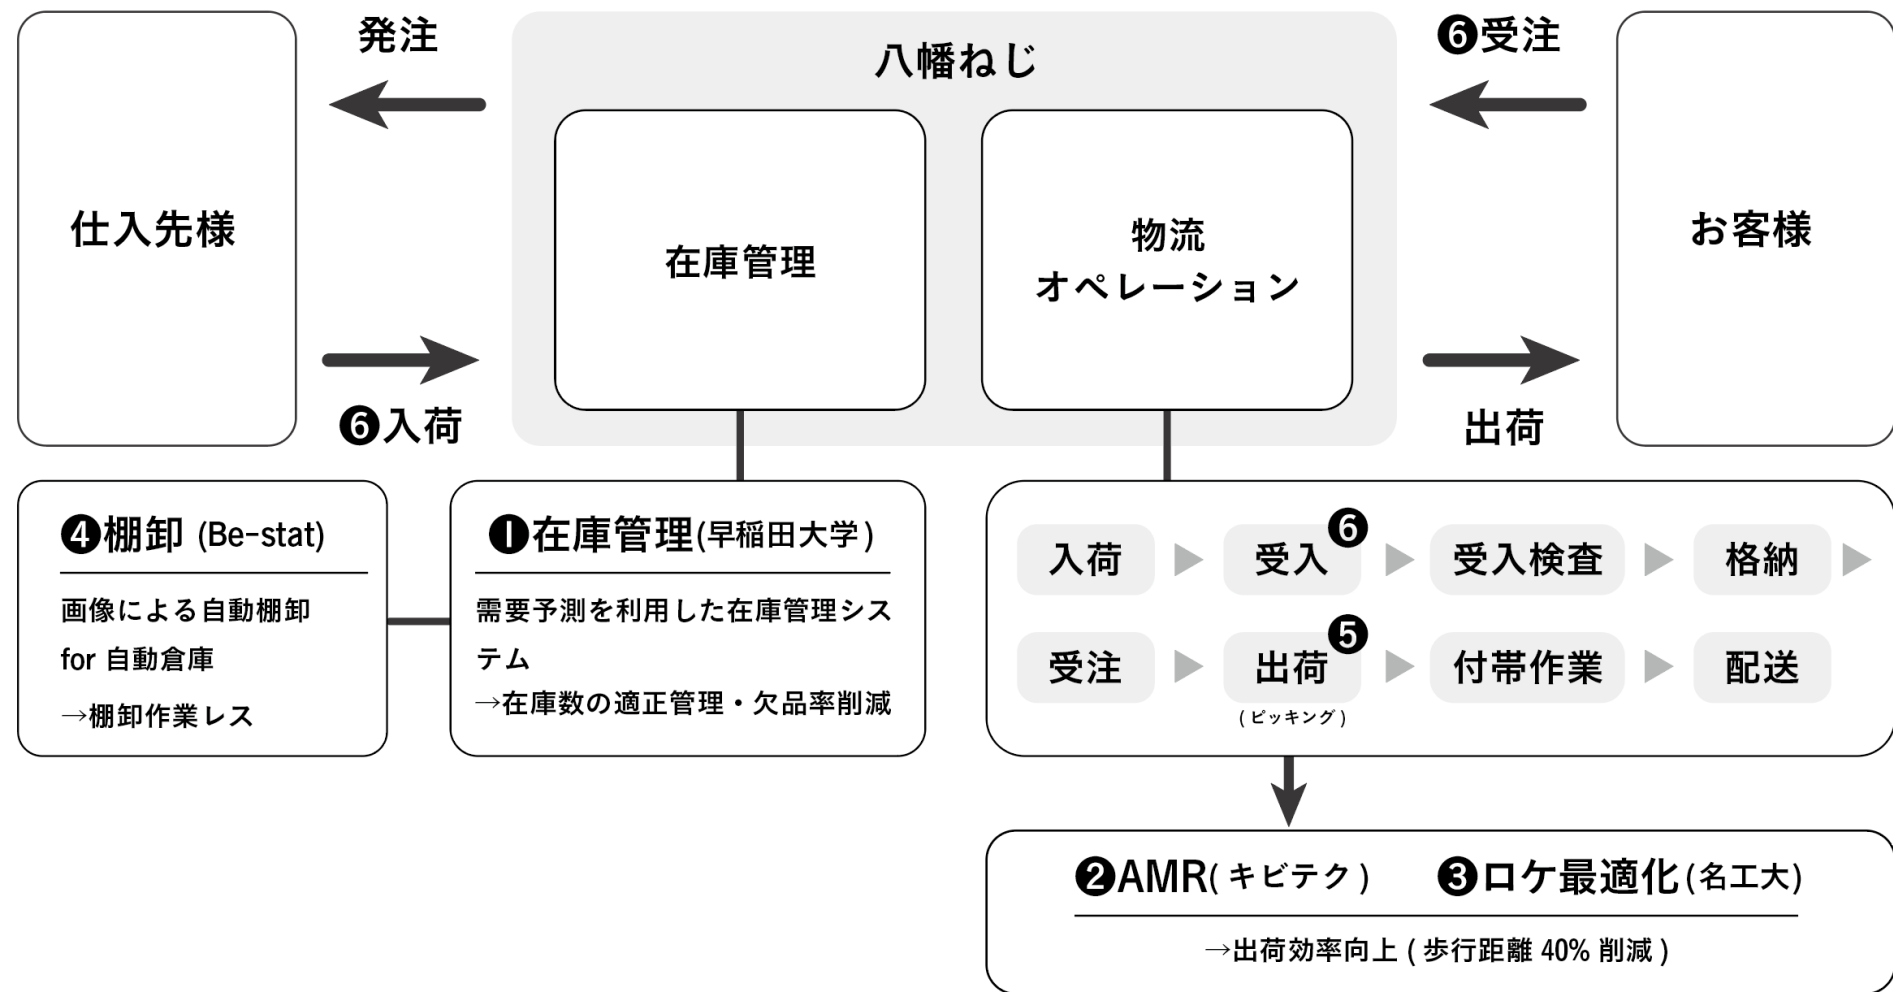 発注
八幡ねじ
❻受注
仕入先様
在庫管理
物流
オペレーション
お客様
❻入荷
出荷
❹棚卸 (Be-stat)
画像による自動棚卸
for 自動倉庫
→棚卸作業レス
❶在庫管理(早稲田大学)
需要予測を利用した在庫管理シス
テム
→在庫数の適正管理・欠品率削減
入荷 ▶ 受入❻ ▶ 受入検査 ▶ 格納 ▶
受注 ▶ 出荷❺ ▶ 付帯作業 ▶ 配送
(ピッキング)
❷AMR(キビテク) ❸ロケ最適化(名工大)
→出荷効率向上(歩行距離 40% 削減)